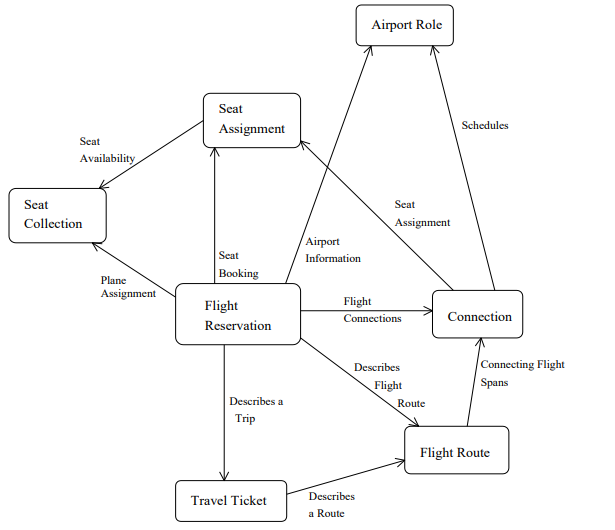 Airport Role
Seat
Assignment
Schedules
Seat
Availability
Seat
Collection
Seat
Assignment
Airport
Information
Seat
Booking
Plane
Assignment
Flight
Reservation
Flight
Connections
Connection
Describes
Flight
Route
Connecting Flight
Spans
Describes a
Trip
Flight Route
Travel Ticket
Describes
a Route